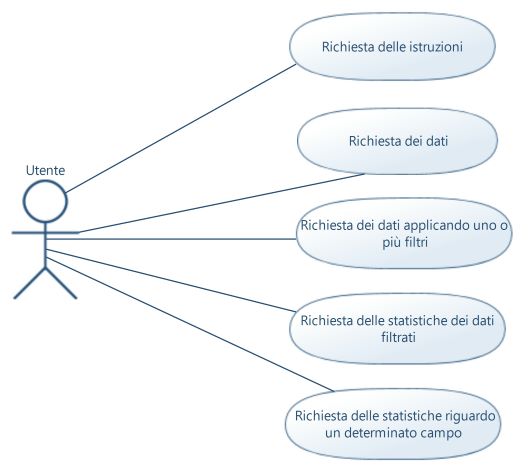 Richiesta delle istruzioni
Richiesta dei dati
Utente
Richiesta dei dati applicando uno o
più filtri
Richiesta delle statistiche dei dati
filtrati
Richiesta delle statistiche riguardo
un determinato campo